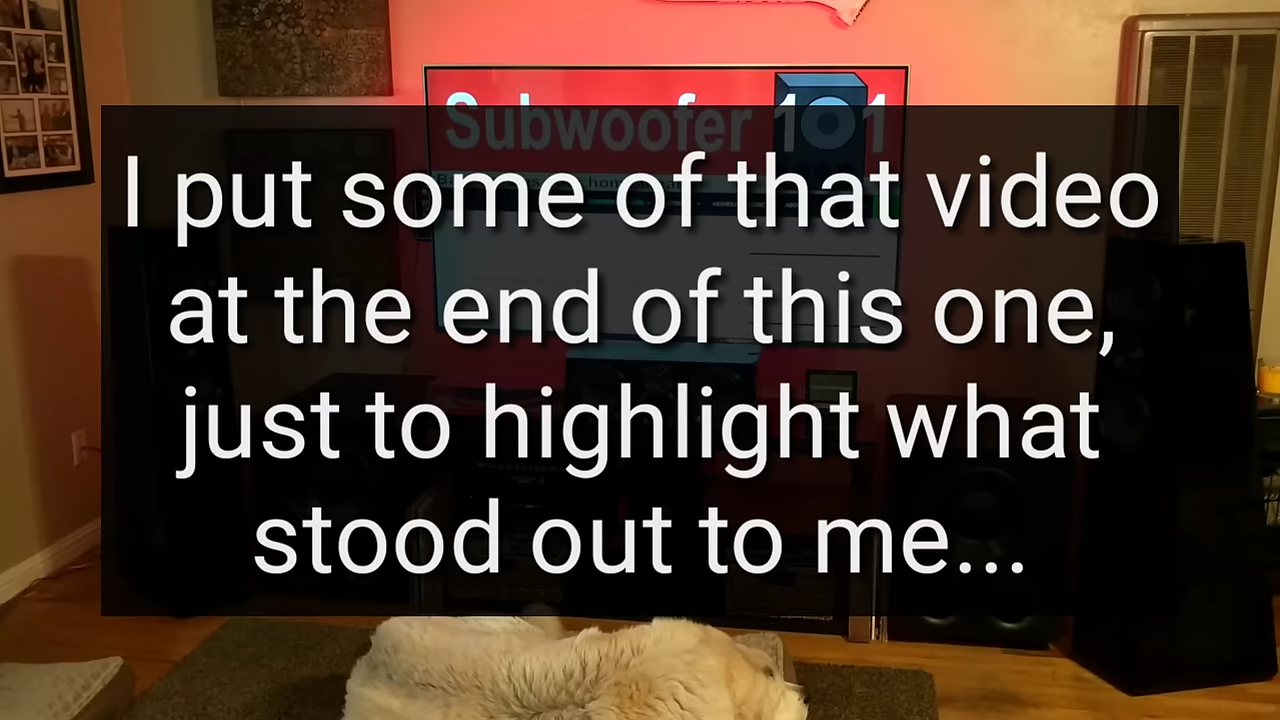 Subwoofer 101
I put some of that video
at the end of this one,
just to highlight what
stood out to me...